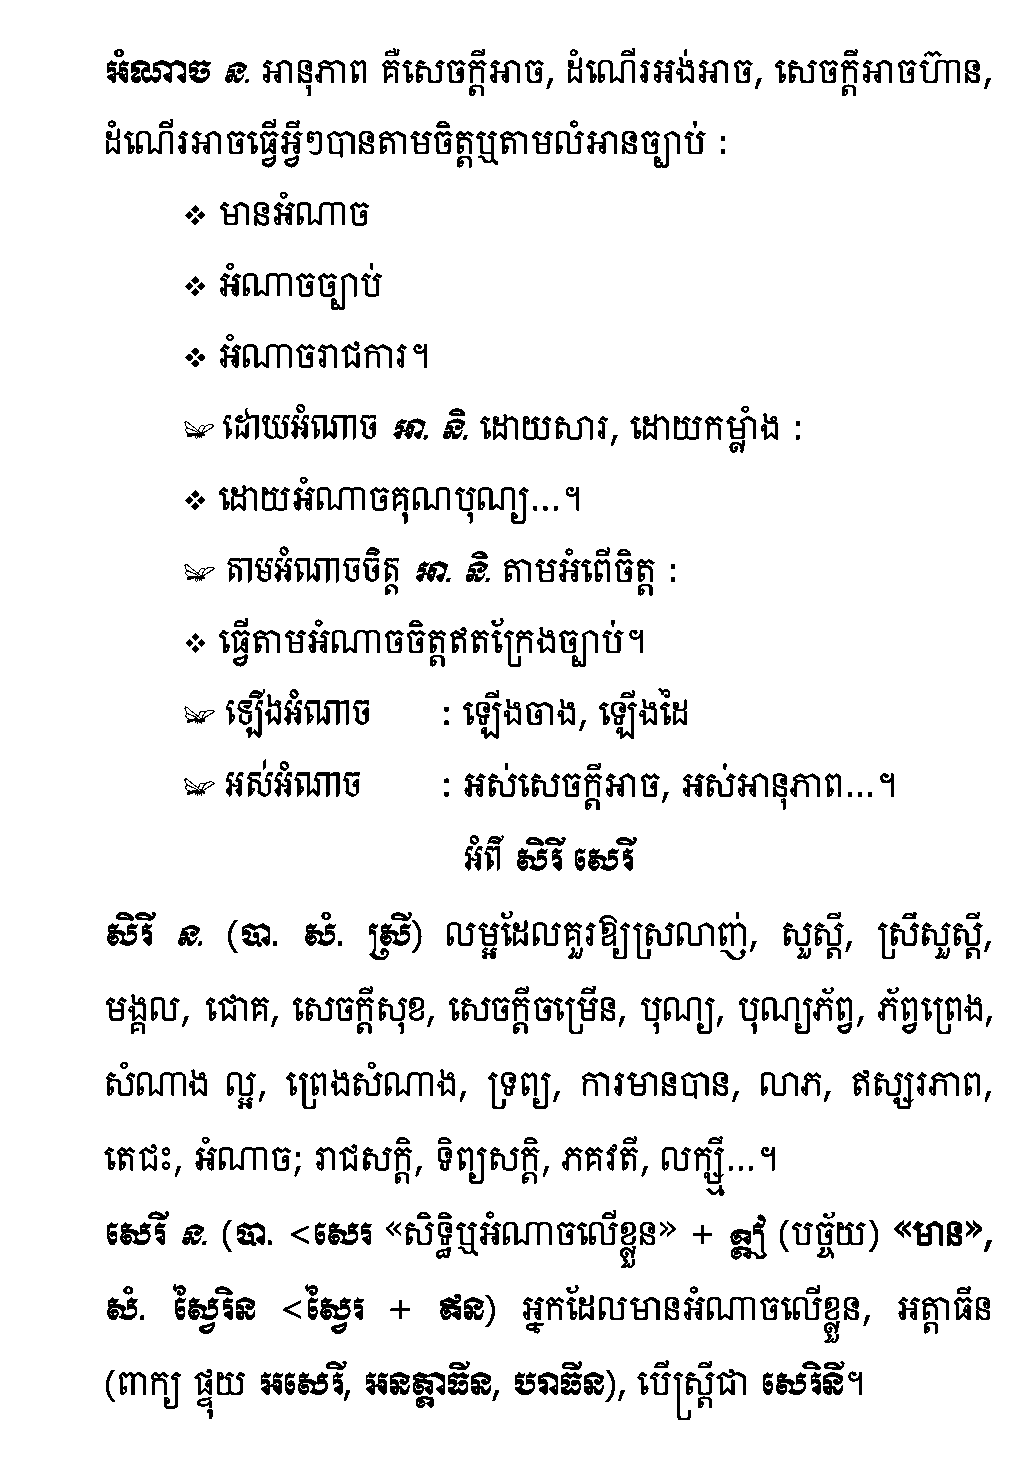 អំណាច ន. អានុភាព គឺសេចក្ដីអាច, ដំណើរអង់អាច, សេចក្ដីអាចហ៊ាន,
ដំណើរអាចធ្វើអ្វីៗបានតាមចិត្តឬតាមលំអានច្បាប់ :
❖ មានអំណាច
❖ អំណាចច្បាប់
❖ អំណាចរាជការ។
ដោយអំណាច អា. និ. ដោយសារ, ដោយកម្លាំង :
❖ ដោយអំណាចគុណបុណ្យ...។
តាមអំណាចចិត្ត អា. និ. តាមអំពើចិត្ត :
❖ ធ្វើតាមអំណាចចិត្តឥតក្រែងច្បាប់។
ឡើងអំណាច : ឡើងចាង, ឡើងដៃ
អស់អំណាច : អស់សេចក្ដីអាច, អស់អានុភាព...។
អំពី សិរី សេរី
សិរី ន. (បា. សំ. ស្រី) លម្អដែលគួរឱ្យស្រលាញ់, សួស្ដី, ស្រីសួស្ដី,
មង្គល, ជោគ, សេចក្ដីសុខ, សេចក្ដីចម្រើន, បុណ្យ, បុណ្យភ័ព្វ, ភ័ព្វព្រេង,
សំណាង ល្អ, ព្រេងសំណាង, ទ្រព្យ, ការមានបាន, លាភ, ឥស្សរភាព,
តេជះ, អំណាច; រាជសក្ដិ, ទិព្យសក្ដិ, ភគវតី, លក្ស្មី...។
សេរី ន. (បា. <សេរ «សិទ្ធិឬអំណាចលើខ្លួន» + ឦ (បច្ច័យ) «មាន»,
សំ. ស្វៃរិន <ស្វៃរ + ឥន) អ្នកដែលមានអំណាចលើខ្លួន, អត្តាធីន
(ពាក្យ ផ្ទុយ អសេរី, អនត្តាធីន, បរាធីន), បើស្ត្រីជា សេរិនី។